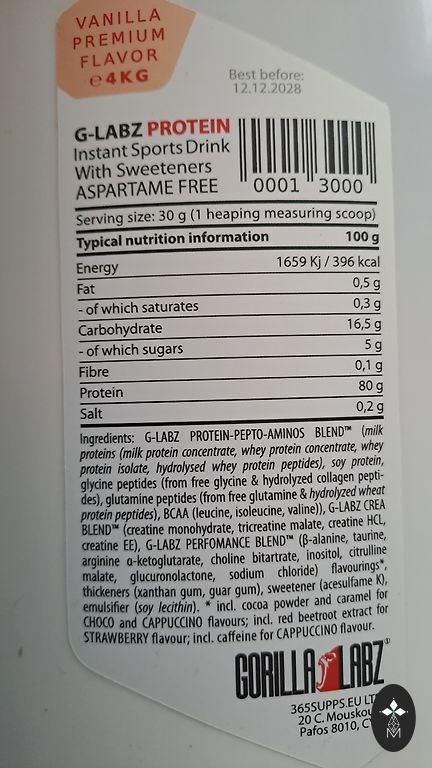 VANILLA
PREMIUM
FLAVOR
e4KG
Best before:
12.12.2028
G-LABZ PROTEIN
Instant Sports Drink
With Sweeteners
ASPARTAME FREE
0001 3000
Serving size: 30 g (1 heaping measuring scoop)
Typical nutrition information 100 g
Energy 1659 Kj / 396 kcal
Fat 0,5 g
- of which saturates 0,3 g
Carbohydrate 16,5 g
- of which sugars 5 g
Fibre 0,1 g
Protein 80 g
Salt 0,2 g
Ingredients: G-LABZ PROTEIN-PEPTO-AMINOS BLEND™ (milk
proteins (milk protein concentrate, whey protein concentrate, whey
protein isolate, hydrolysed whey protein peptides), soy protein,
glycine peptides (from free glycine & hydrolyzed collagen pepti-
des), glutamine peptides (from free glutamine & hydrolyzed wheat
protein peptides), BCAA (leucine, isoleucine, valine)), G-LABZ CREA
BLEND™ (creatine monohydrate, tricreatine malate, creatine HCL,
creatine EE), G-LABZ PERFOMANCE BLEND™ (β-alanine, taurine,
arginine α-ketoglutarate, choline bitartrate, inositol, citrulline
malate, glucuronolactone, sodium chloride) flavourings*,
thickeners (xanthan gum, guar gum), sweetener (acesulfame K),
emulsifier (soy lecithin). * incl. cocoa powder and caramel for
CHOCO and CAPPUCCINO flavours; incl. red beetroot extract for
STRAWBERRY flavour; incl. caffeine for CAPPUCCINO flavour.
GORILLA LABZ®
365SUPPS.EU
20 C.
Pafos 8010,
M